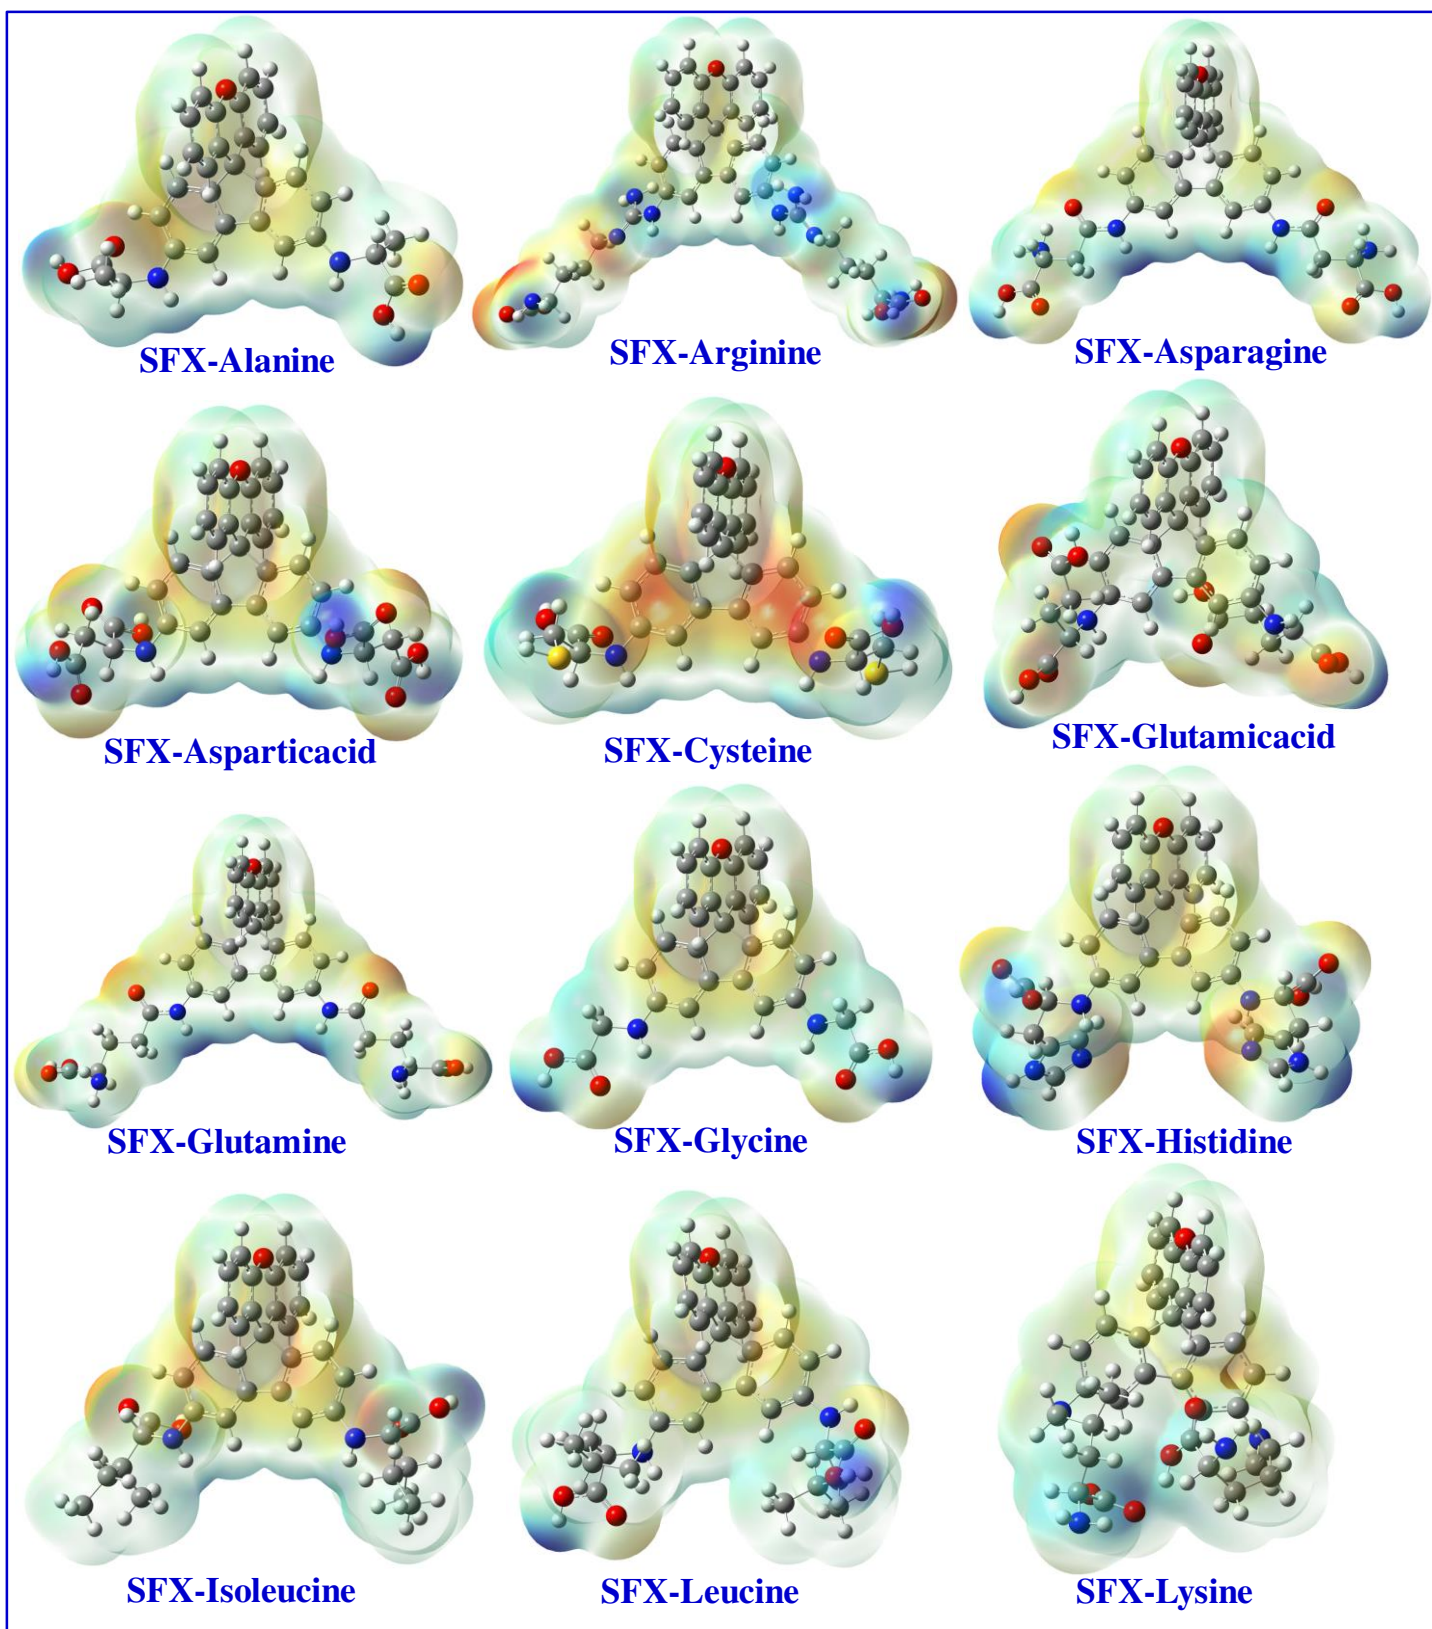 SFX-Alanine
SFX-Arginine
SFX-Asparagine
SFX-Asparticacid
SFX-Cysteine
SFX-Glutamicacid
SFX-Glutamine
SFX-Glycine
SFX-Histidine
SFX-Isoleucine
SFX-Leucine
SFX-Lysine